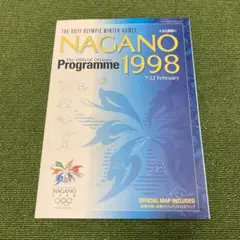 THE XVIII OLYMPIC WINTER GAMES
NAGANO
Programme 1998
7-22 February
NAGANO
1998
OFFICIAL MAP INCLUDED